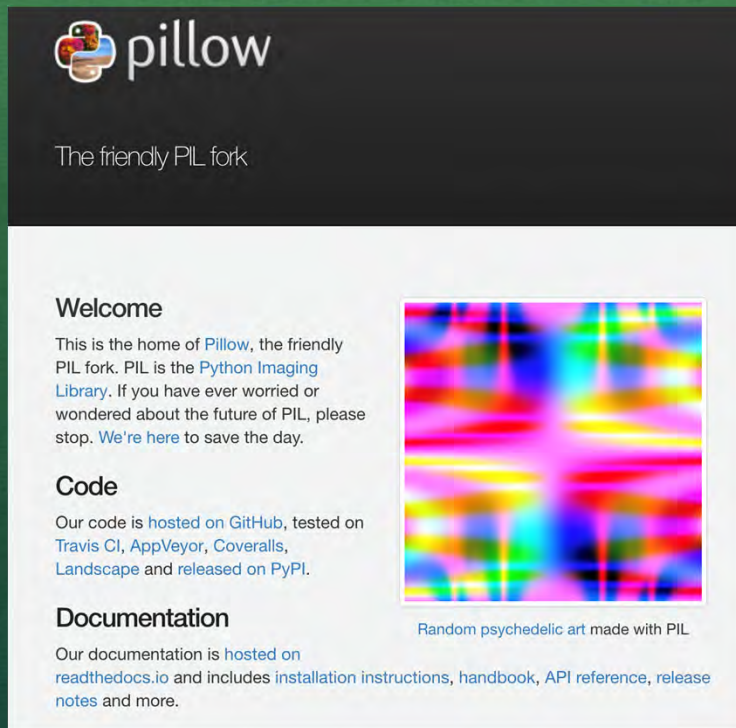 pillow
The friendly PIL fork
Welcome
This is the home of Pillow, the friendly
PIL fork. PIL is the Python Imaging
Library. If you have ever worried or
wondered about the future of PIL, please
stop. We're here to save the day.
Code
Our code is hosted on GitHub, tested on
Travis CI, AppVeyor, Coveralls,
Landscape and released on PyPI.
Random psychedelic art made with PIL
Documentation
Our documentation is hosted on
readthedocs.io and includes installation instructions, handbook, API reference, release
notes and more.